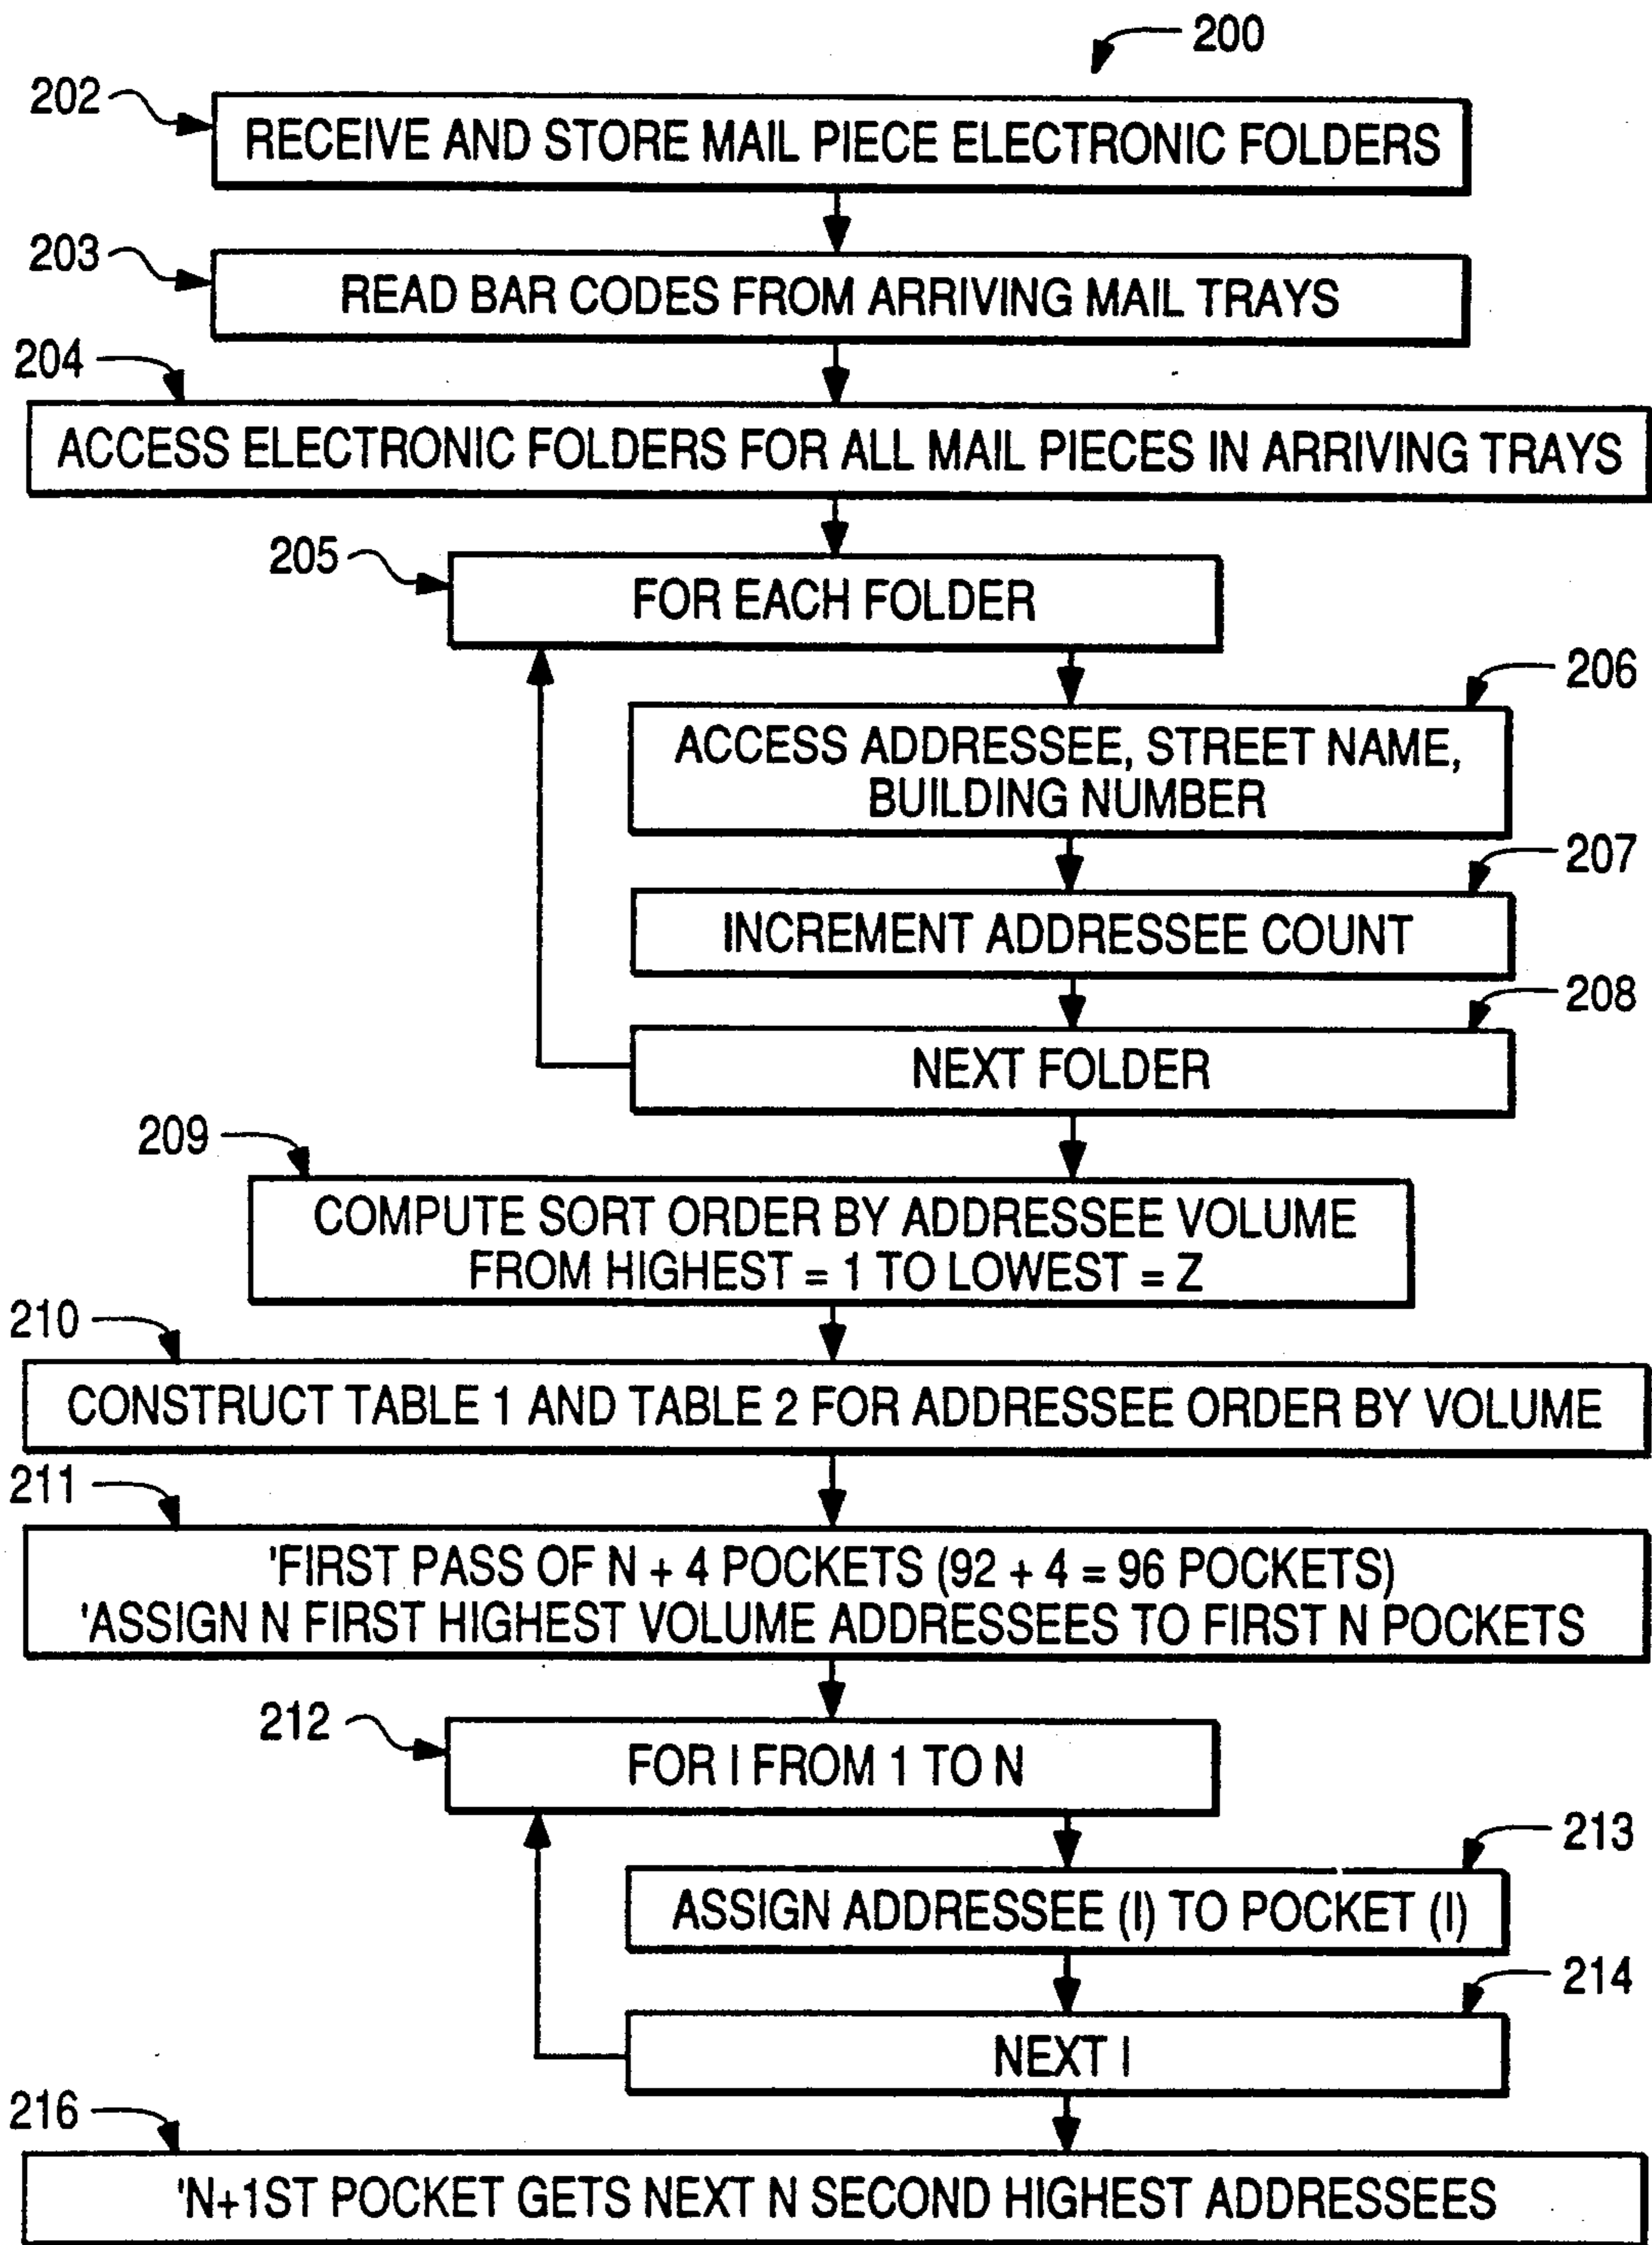 200
202
RECEIVE AND STORE MAIL PIECE ELECTRONIC FOLDERS
203
READ BAR CODES FROM ARRIVING MAIL TRAYS
204
ACCESS ELECTRONIC FOLDERS FOR ALL MAIL PIECES IN ARRIVING TRAYS
205
FOR EACH FOLDER
206
ACCESS ADDRESSEE, STREET NAME,
BUILDING NUMBER
207
INCREMENT ADDRESSEE COUNT
208
NEXT FOLDER
209
COMPUTE SORT ORDER BY ADDRESSEE VOLUME
FROM HIGHEST = 1 TO LOWEST = Z
210
CONSTRUCT TABLE 1 AND TABLE 2 FOR ADDRESSEE ORDER BY VOLUME
211
'FIRST PASS OF N + 4 POCKETS (92 + 4 = 96 POCKETS)
'ASSIGN N FIRST HIGHEST VOLUME ADDRESSEES TO FIRST N POCKETS
212
FOR I FROM 1 TO N
213
ASSIGN ADDRESSEE (I) TO POCKET (I)
214
NEXT I
216
'N+1ST POCKET GETS NEXT N SECOND HIGHEST ADDRESSEES